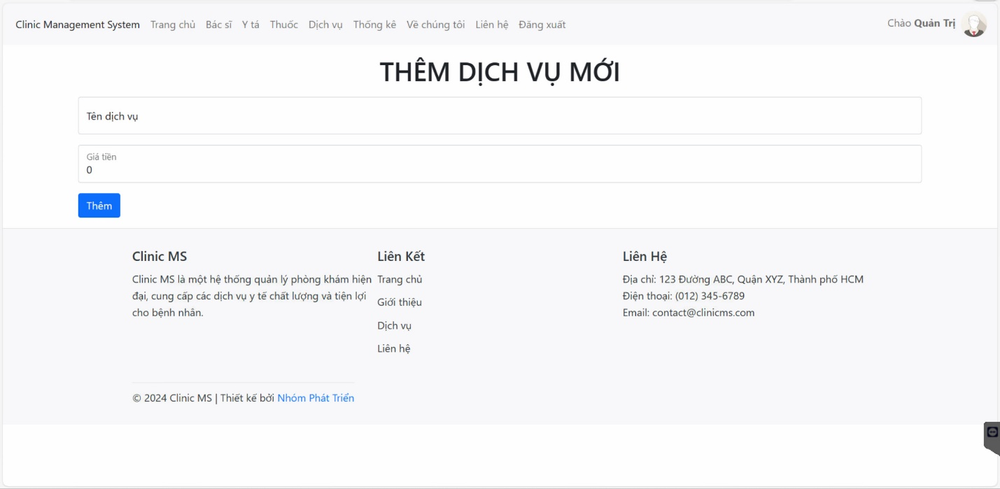 Clinic Management System Trang chủ Bác sĩ Y tá Thuốc Dịch vụ Thống kê Về chúng tôi Liên hệ Đăng xuất Chào Quản Trị
THÊM DỊCH VỤ MỚI
Tên dịch vụ
Giá tiền
0
Thêm
Clinic MS
Clinic MS là một hệ thống quản lý phòng khám hiện
đại, cung cấp các dịch vụ y tế chất lượng và tiện lợi
cho bệnh nhân.
Liên Kết
Trang chủ
Giới thiệu
Dịch vụ
Liên hệ
Liên Hệ
Địa chỉ: 123 Đường ABC, Quận XYZ, Thành phố HCM
Điện thoại: (012) 345-6789
Email: contact@clinicms.com
© 2024 Clinic MS | Thiết kế bởi Nhóm Phát Triển